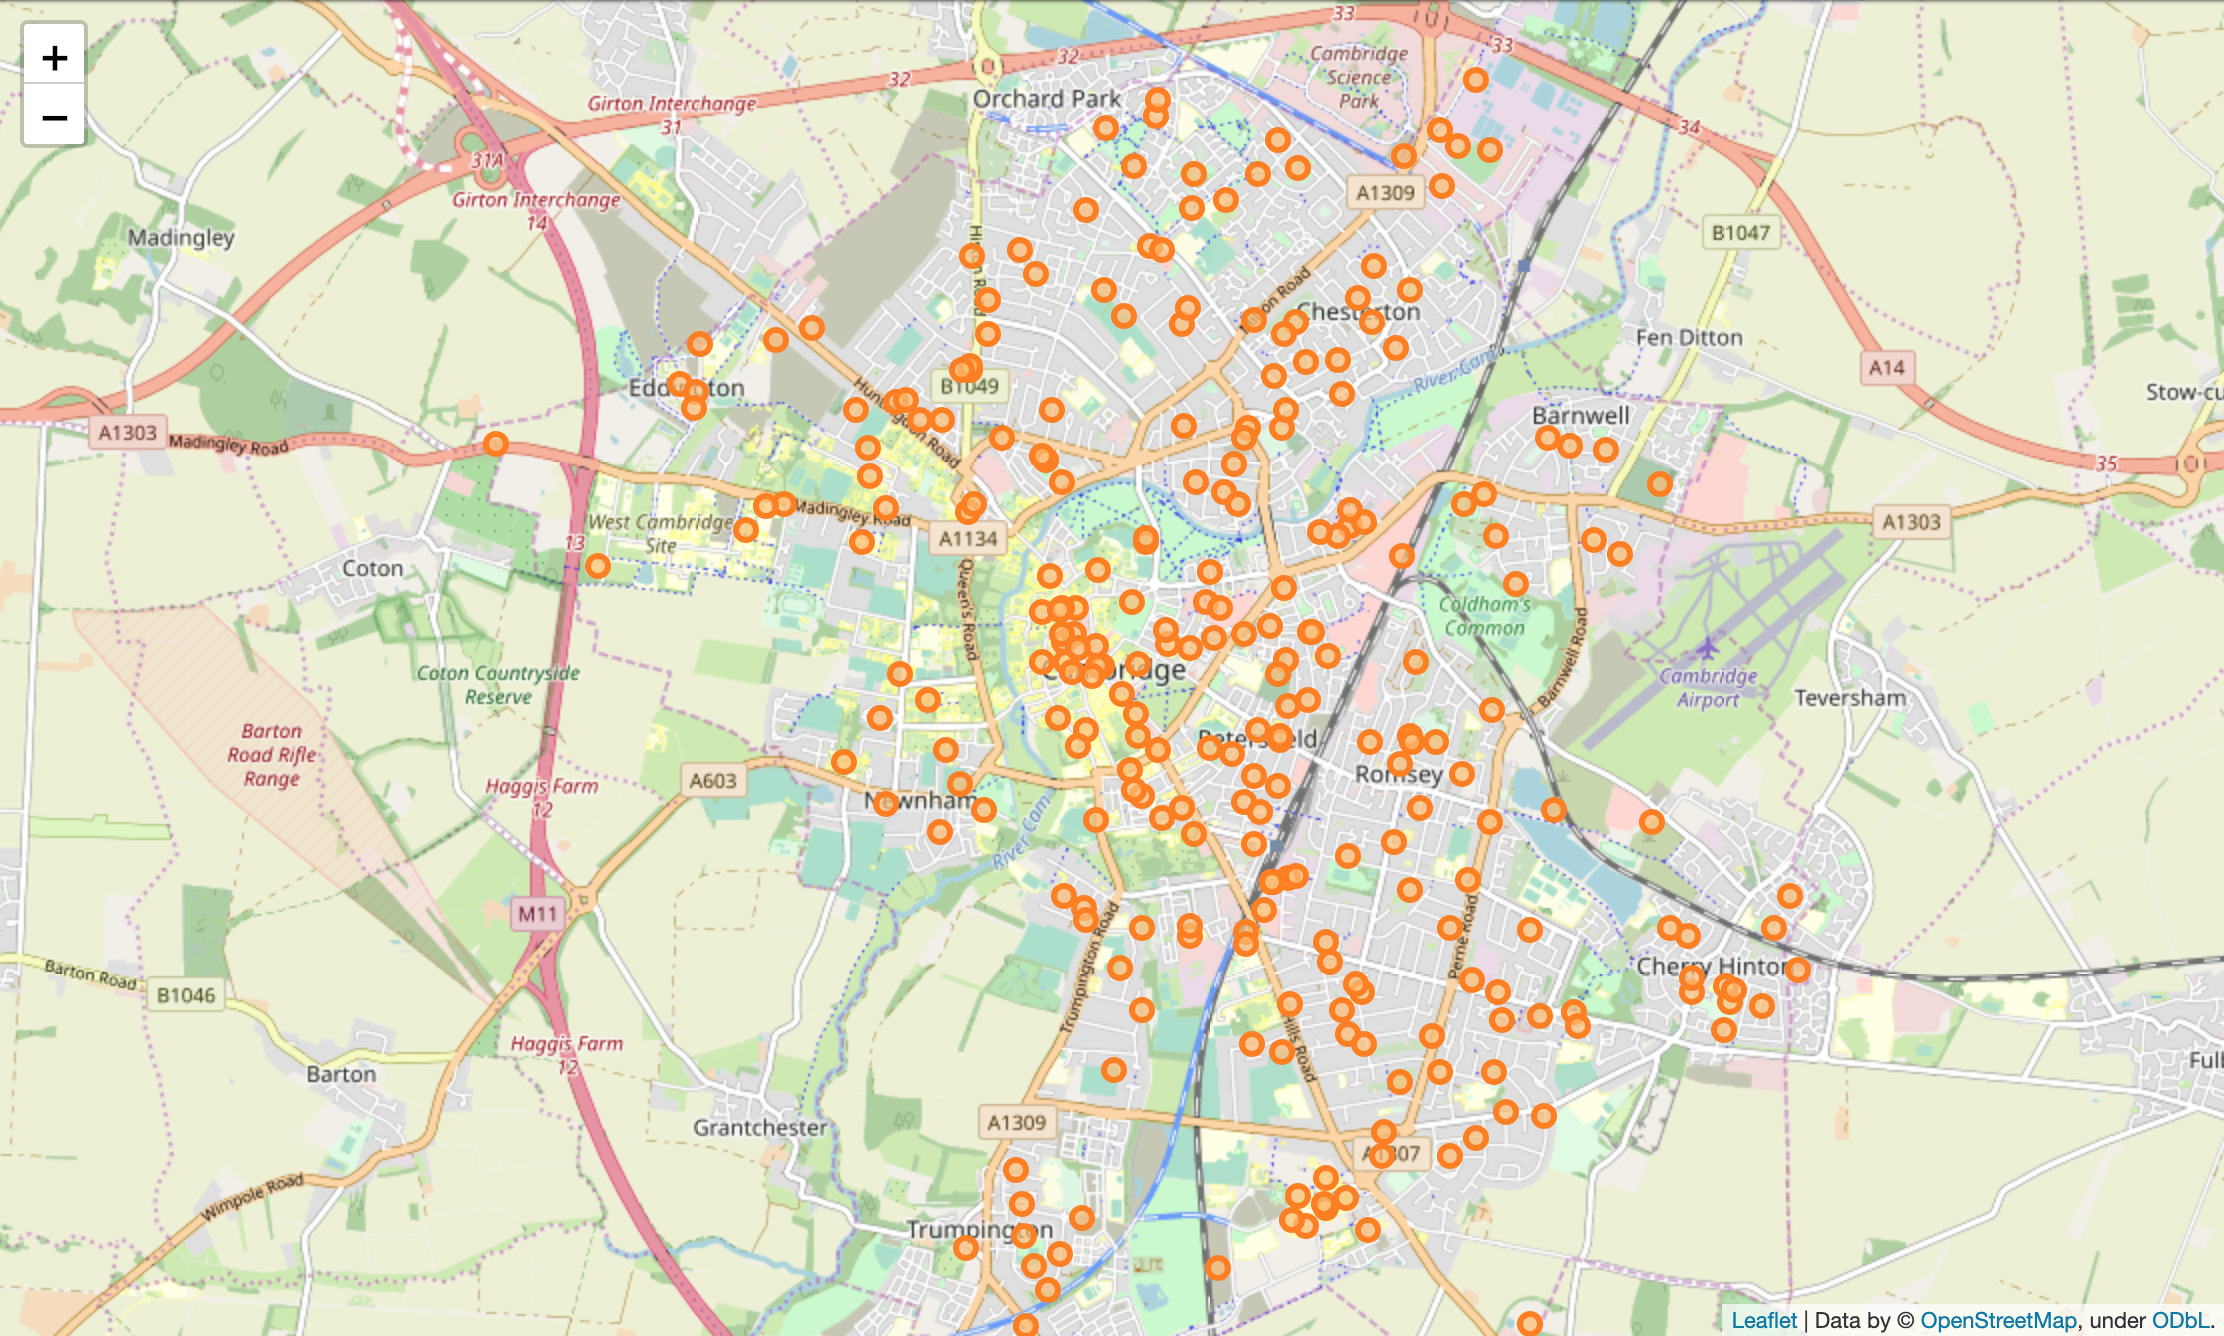 +
−
33
32
33
32
Cambridge
Science
Park
Orchard Park
Girton Interchange
31
34
31A
Girton Interchange
14
A1309
B1047
Madingley
Chesterton
Fen Ditton
A14
River Cam
Eddington
B1049
Stow-cu
Barnwell
A1303
Madingley Road
Huntingdon Road
35
Madingley Road
West Cambridge
Site
A1303
A1134
13
Coton
Queen's Road
Coldham's
Common
Barnwell Road
Coton Countryside
Reserve
Cambridge
Cambridge
Airport
Teversham
Barton
Road Rifle
Range
Petersfield
Romsey
A603
Haggis Farm
12
Newnham
River Cam
M11
Trumpington Road
Perne Road
Barton Road
B1046
Cherry Hinton
Haggis Farm
12
Hills Road
Barton
Ful
Grantchester
A1309
A1307
Wimpole Road
Trumpington
Leaflet | Data by © OpenStreetMap, under ODbL.